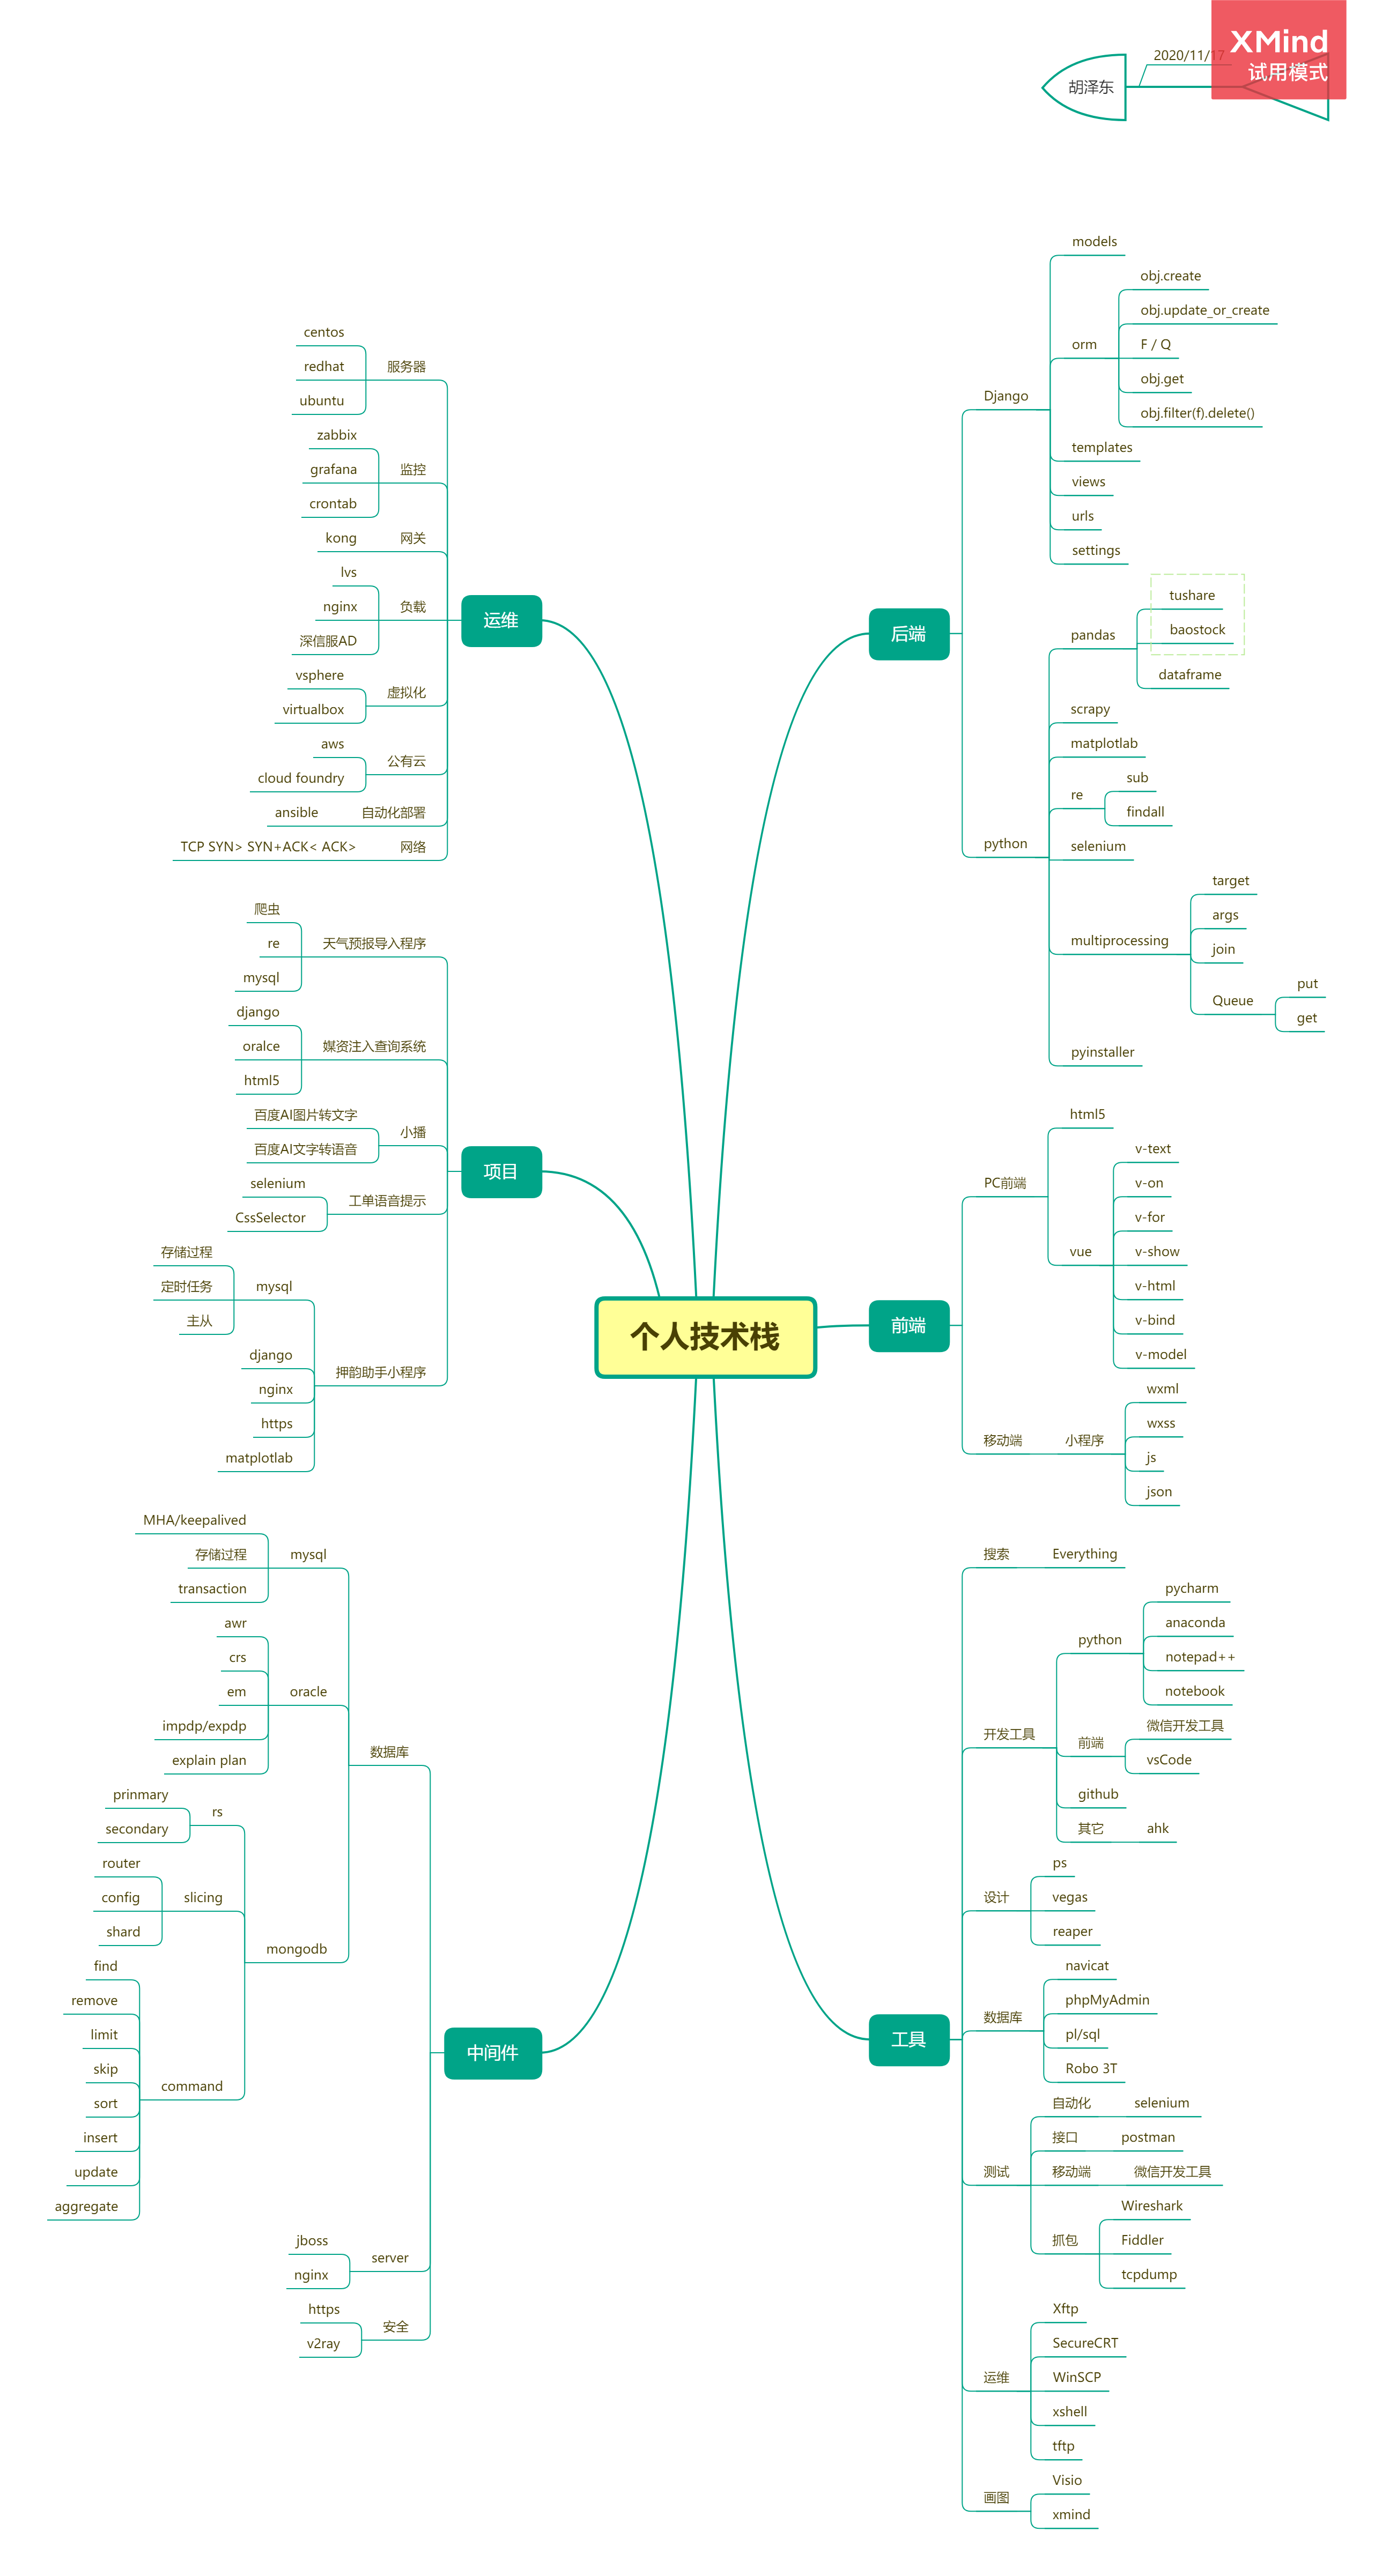 XMind
试用模式
2020/11/17
胡泽东
个人技术栈
后端
Django
models
orm
obj.create
obj.update_or_create
F / Q
obj.get
obj.filter(f).delete()
templates
views
urls
settings
python
pandas
tushare
baostock
dataframe
scrapy
matplotlab
re
sub
findall
selenium
multiprocessing
target
args
join
Queue
put
get
pyinstaller
前端
PC前端
html5
vue
v-text
v-on
v-for
v-show
v-html
v-bind
v-model
移动端
小程序
wxml
wxss
js
json
工具
搜索
Everything
开发工具
python
pycharm
anaconda
notepad++
notebook
前端
微信开发工具
vsCode
github
其它
ahk
设计
ps
vegas
reaper
数据库
navicat
phpMyAdmin
pl/sql
Robo 3T
测试
自动化
selenium
接口
postman
移动端
微信开发工具
抓包
Wireshark
Fiddler
tcpdump
运维
Xftp
SecureCRT
WinSCP
xshell
tftp
画图
Visio
xmind
运维
服务器
centos
redhat
ubuntu
监控
zabbix
grafana
crontab
网关
kong
负载
lvs
nginx
深信服AD
虚拟化
vsphere
virtualbox
公有云
aws
cloud foundry
自动化部署
ansible
网络
TCP SYN> SYN+ACK< ACK>
项目
天气预报导入程序
爬虫
re
mysql
媒资注入查询系统
django
oralce
html5
小播
百度AI图片转文字
百度AI文字转语音
工单语音提示
selenium
CssSelector
押韵助手小程序
mysql
存储过程
定时任务
主从
django
nginx
https
matplotlab
中间件
数据库
mysql
MHA/keepalived
存储过程
transaction
oracle
awr
crs
em
impdp/expdp
explain plan
mongodb
rs
prinmary
secondary
slicing
router
config
shard
command
find
remove
limit
skip
sort
insert
update
aggregate
server
jboss
nginx
安全
https
v2ray